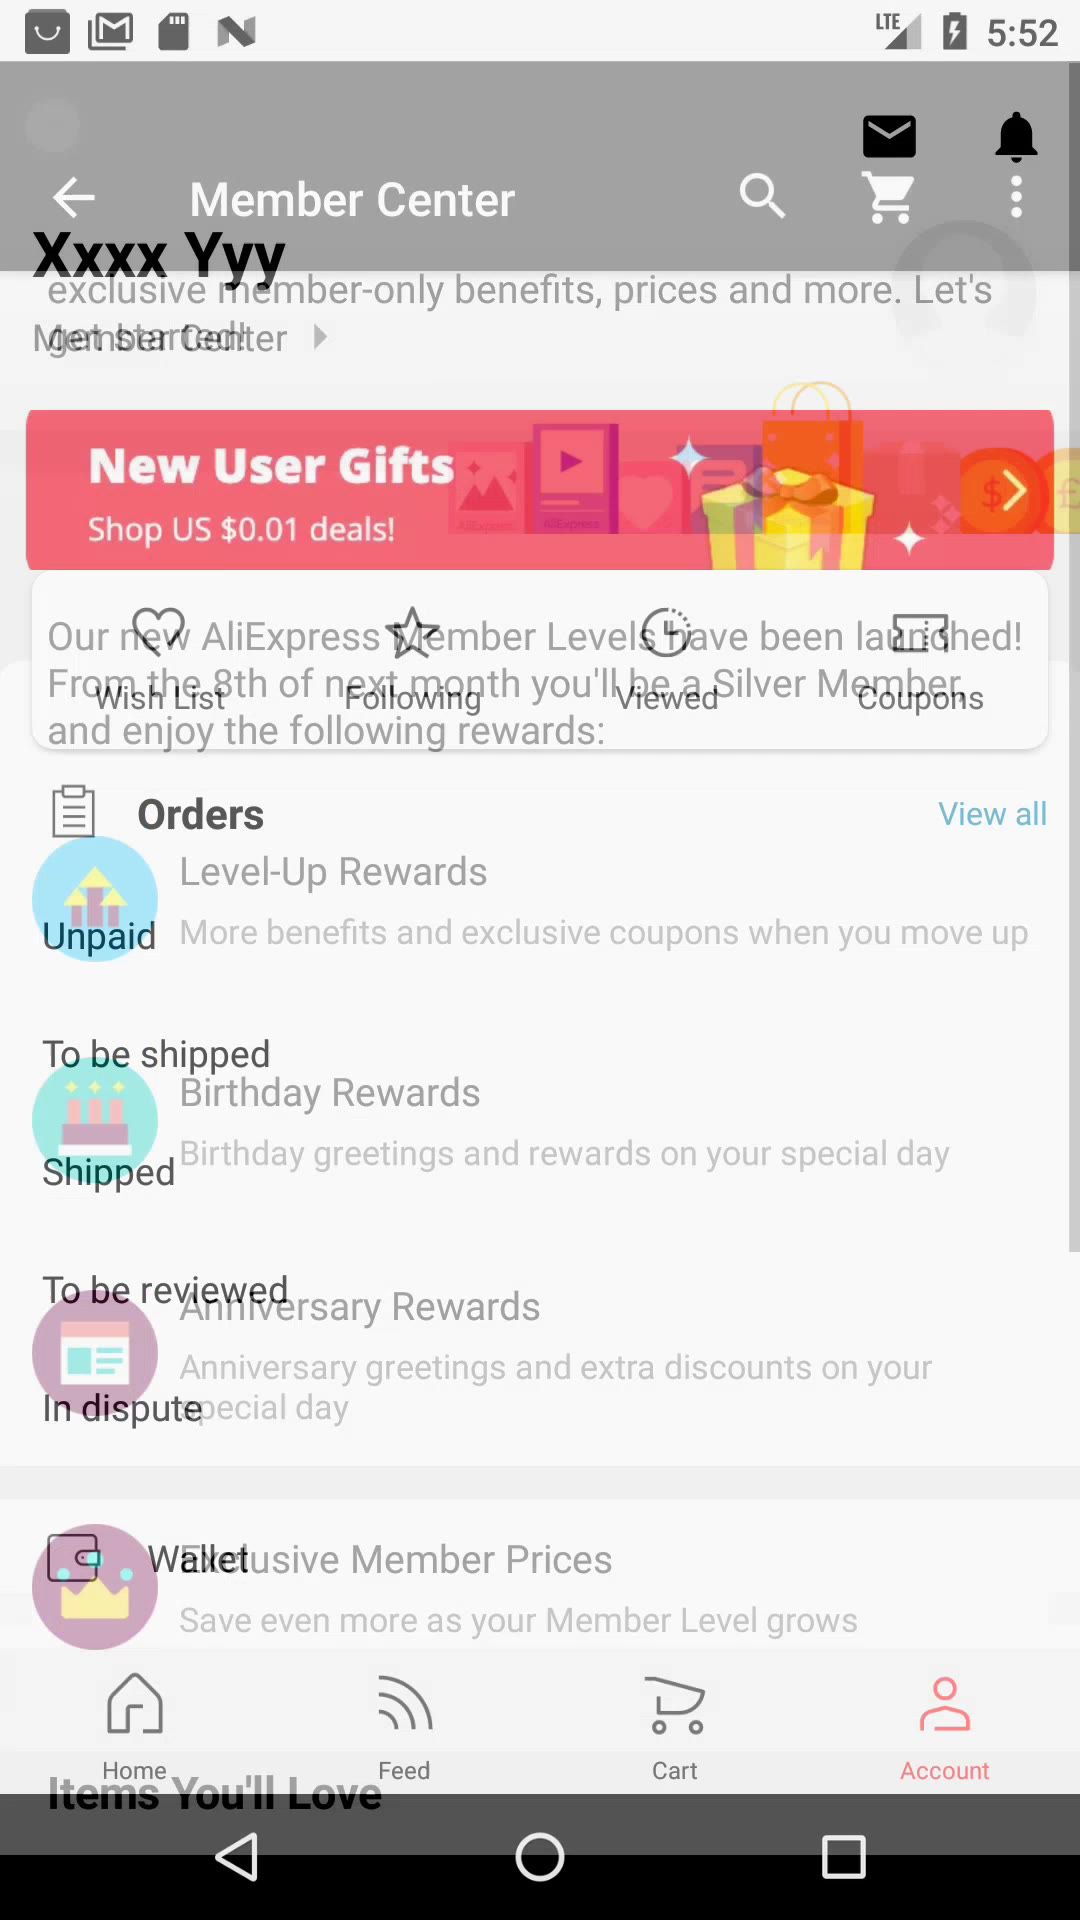 LTE 5:52
Member Center
Xxxx Yyy
exclusive member-only benefits, prices and more. Let's
get started!
Member Center
New User Gifts
Shop US $0.01 deals!
AliExpress
AliExpress
Our new AliExpress Member Levels have been launched!
From the 8th of next month you'll be a Silver Member,
and enjoy the following rewards:
Wish List Following Viewed Coupons
Orders View all
Level-Up Rewards
More benefits and exclusive coupons when you move up
Unpaid
To be shipped
Birthday Rewards
Birthday greetings and rewards on your special day
Shipped
To be reviewed
Anniversary Rewards
Anniversary greetings and extra discounts on your
special day
In dispute
Wallet
Exclusive Member Prices
Save even more as your Member Level grows
Home Feed Cart Account
Items You'll Love